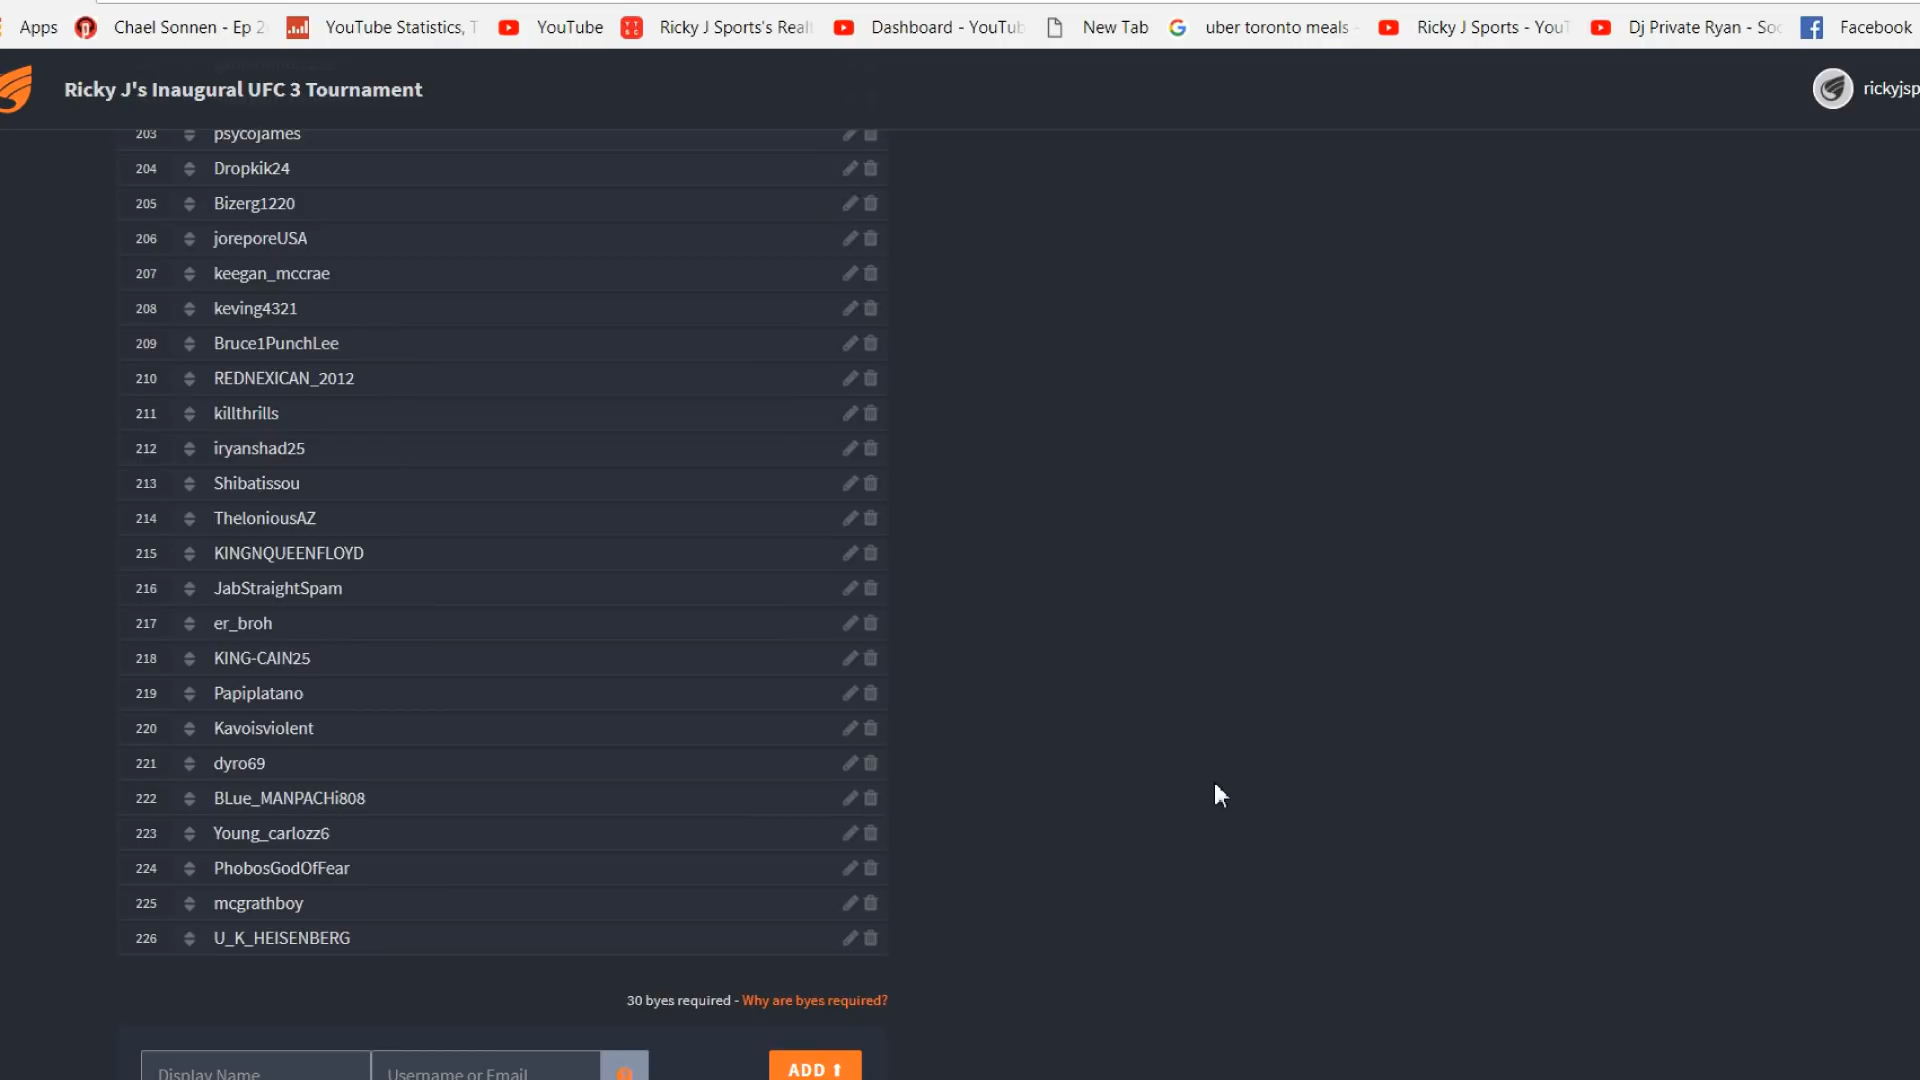 Apps Chael Sonnen - Ep 2 YouTube Statistics, T YouTube Ricky J Sports's Real Dashboard - YouTub New Tab uber toronto meals - Ricky J Sports - YouT Dj Private Ryan - Soc Facebook
Ricky J's Inaugural UFC 3 Tournament rickyjsp
203 psycojames
204 Dropkik24
205 Bizerg1220
206 joreporeUSA
207 keegan_mccrae
208 keving4321
209 Bruce1PunchLee
210 REDNEXICAN_2012
211 killthrills
212 iryanshad25
213 Shibatissou
214 TheloniousAZ
215 KINGNQUEENFLOYD
216 JabStraightSpam
217 er_broh
218 KING-CAIN25
219 Papiplatano
220 Kavoisviolent
221 dyro69
222 BLue_MANPACHi808
223 Young_carlozz6
224 PhobosGodOfFear
225 mcgrathboy
226 U_K_HEISENBERG
30 byes required - Why are byes required?
Display Name Username or Email ADD